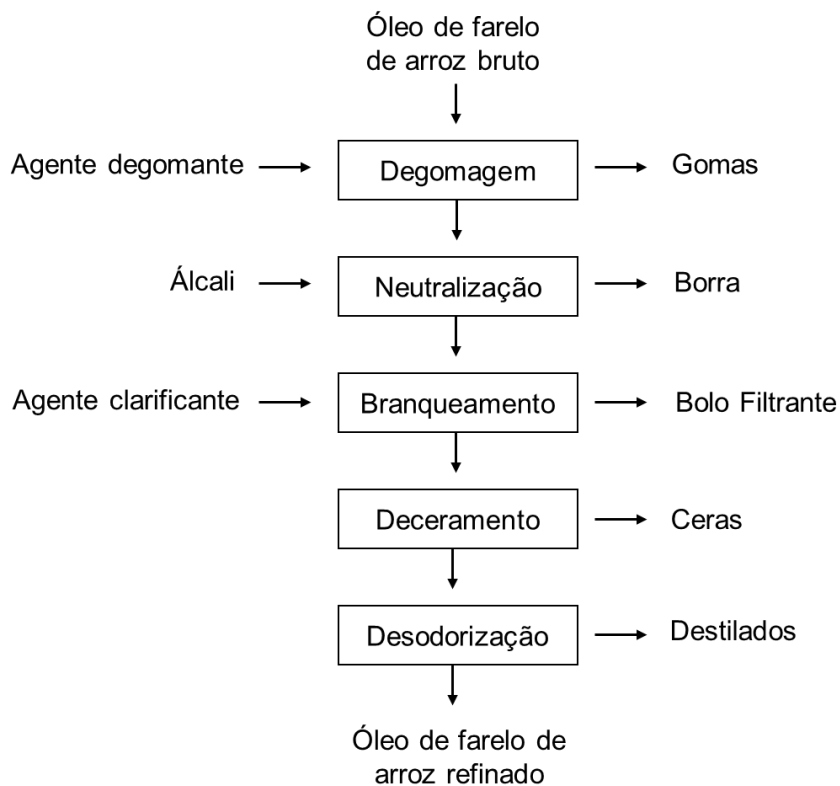 Óleo de farelo
de arroz bruto
Agente degomante
Degomagem
Gomas
Álcali
Neutralização
Borra
Agente clarificante
Branqueamento
Bolo Filtrante
Deceramento
Ceras
Desodorização
Destilados
Óleo de farelo de
arroz refinado